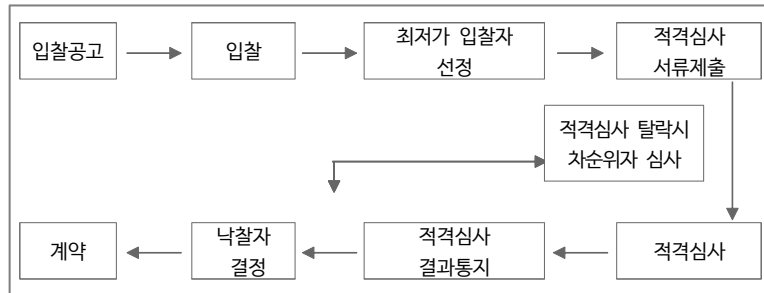 입찰공고
입찰
최저가 입찰자
선정
적격심사
서류제출
적격심사 탈락시
차순위자 심사
계약
낙찰자
결정
적격심사
결과통지
적격심사